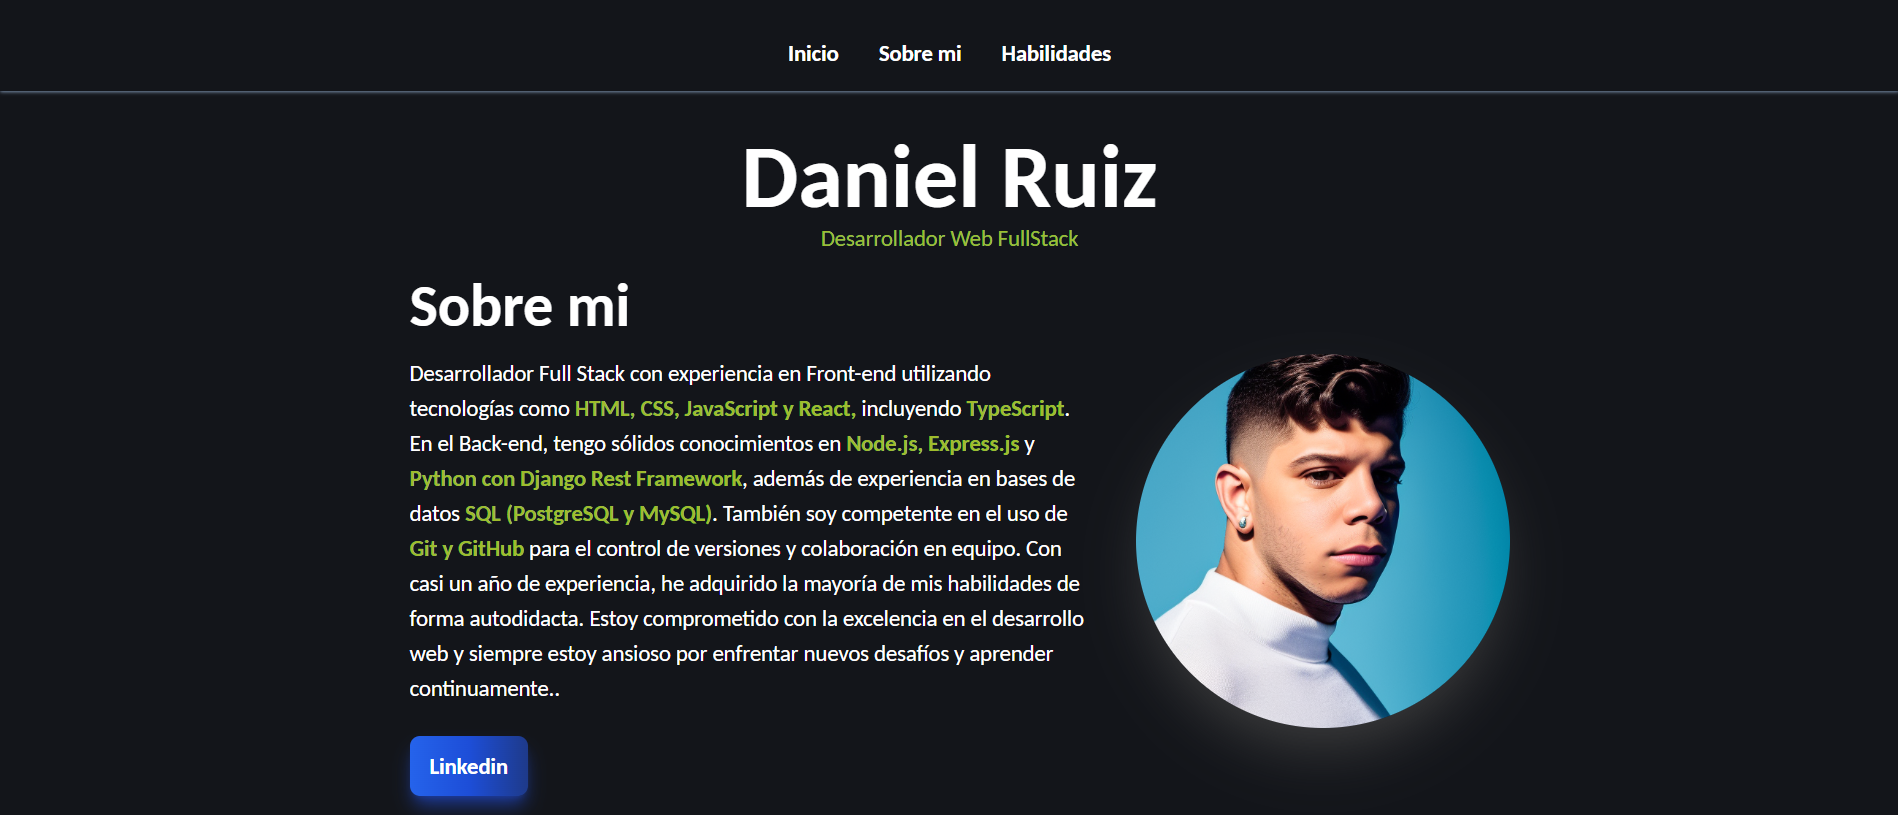 Inicio Sobre mi Habilidades
Daniel Ruiz
Desarrollador Web FullStack
Sobre mi
Desarrollador Full Stack con experiencia en Front-end utilizando
tecnologías como HTML, CSS, JavaScript y React, incluyendo TypeScript.
En el Back-end, tengo sólidos conocimientos en Node.js, Express.js y
Python con Django Rest Framework, además de experiencia en bases de
datos SQL (PostgreSQL y MySQL). También soy competente en el uso de
Git y GitHub para el control de versiones y colaboración en equipo. Con
casi un año de experiencia, he adquirido la mayoría de mis habilidades de
forma autodidacta. Estoy comprometido con la excelencia en el desarrollo
web y siempre estoy ansioso por enfrentar nuevos desafíos y aprender
continuamente..
Linkedin